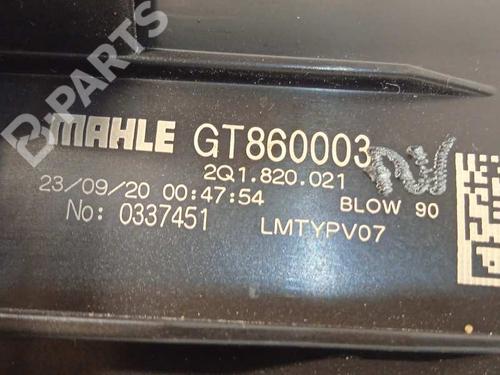 B-PARTS
MAHLE GT860003
2Q1.820.021
23/09/20 00:47:54 BLOW 90
No: 0337451 LMTYPV07